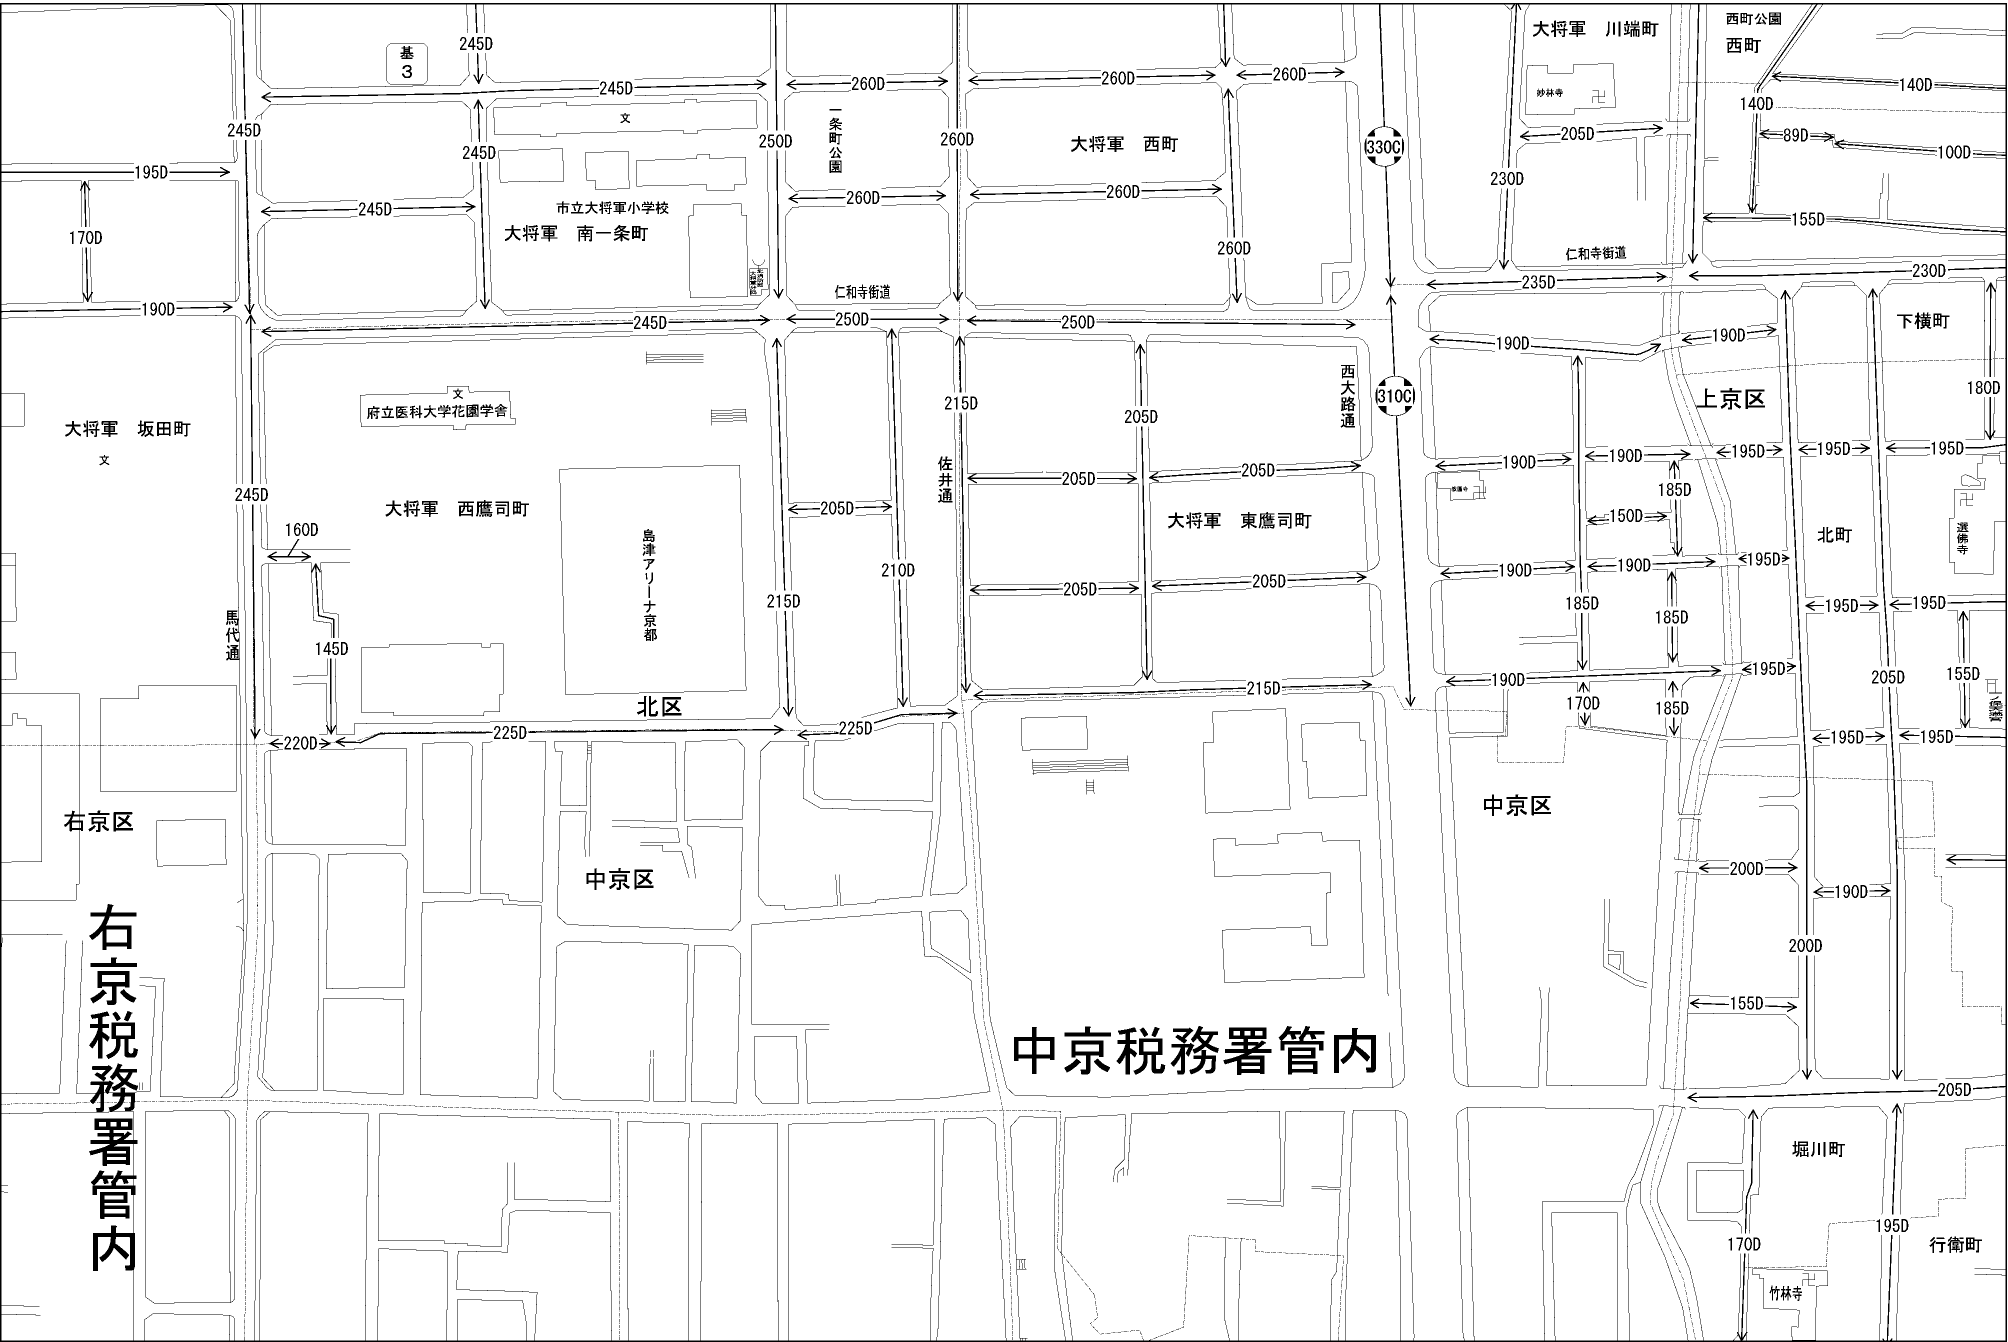 245D
基
3
245D
260D
260D
260D
大将軍 川端町
西町公園
西町
140D
140D
妙林寺
245D
245D
250D
一条町公園
260D
大将軍 西町
330C
205D
89D
100D
文
195D
170D
245D
市立大将軍小学校
大将軍 南一条町
260D
260D
260D
230D
155D
仁和寺街道
235D
230D
190D
245D
仁和寺街道
250D
250D
190D
190D
下横町
180D
大将軍 坂田町
文
文
府立医科大学花園学舎
215D
205D
西大路通
310C
上京区
245D
大将軍 西鷹司町
160D
佐井通
205D
205D
205D
大将軍 東鷹司町
190D
190D
195D
195D
195D
185D
150D
北町
選佛寺
島津アリーナ京都
210D
215D
205D
205D
190D
190D
195D
185D
185D
195D
195D
馬代通
145D
北区
215D
190D
195D
205D
155D
170D
185D
220D
225D
225D
195D
195D
右京区
中京区
中京区
200D
190D
右京税務署管内
200D
155D
中京税務署管内
205D
堀川町
195D
170D
行衛町
竹林寺